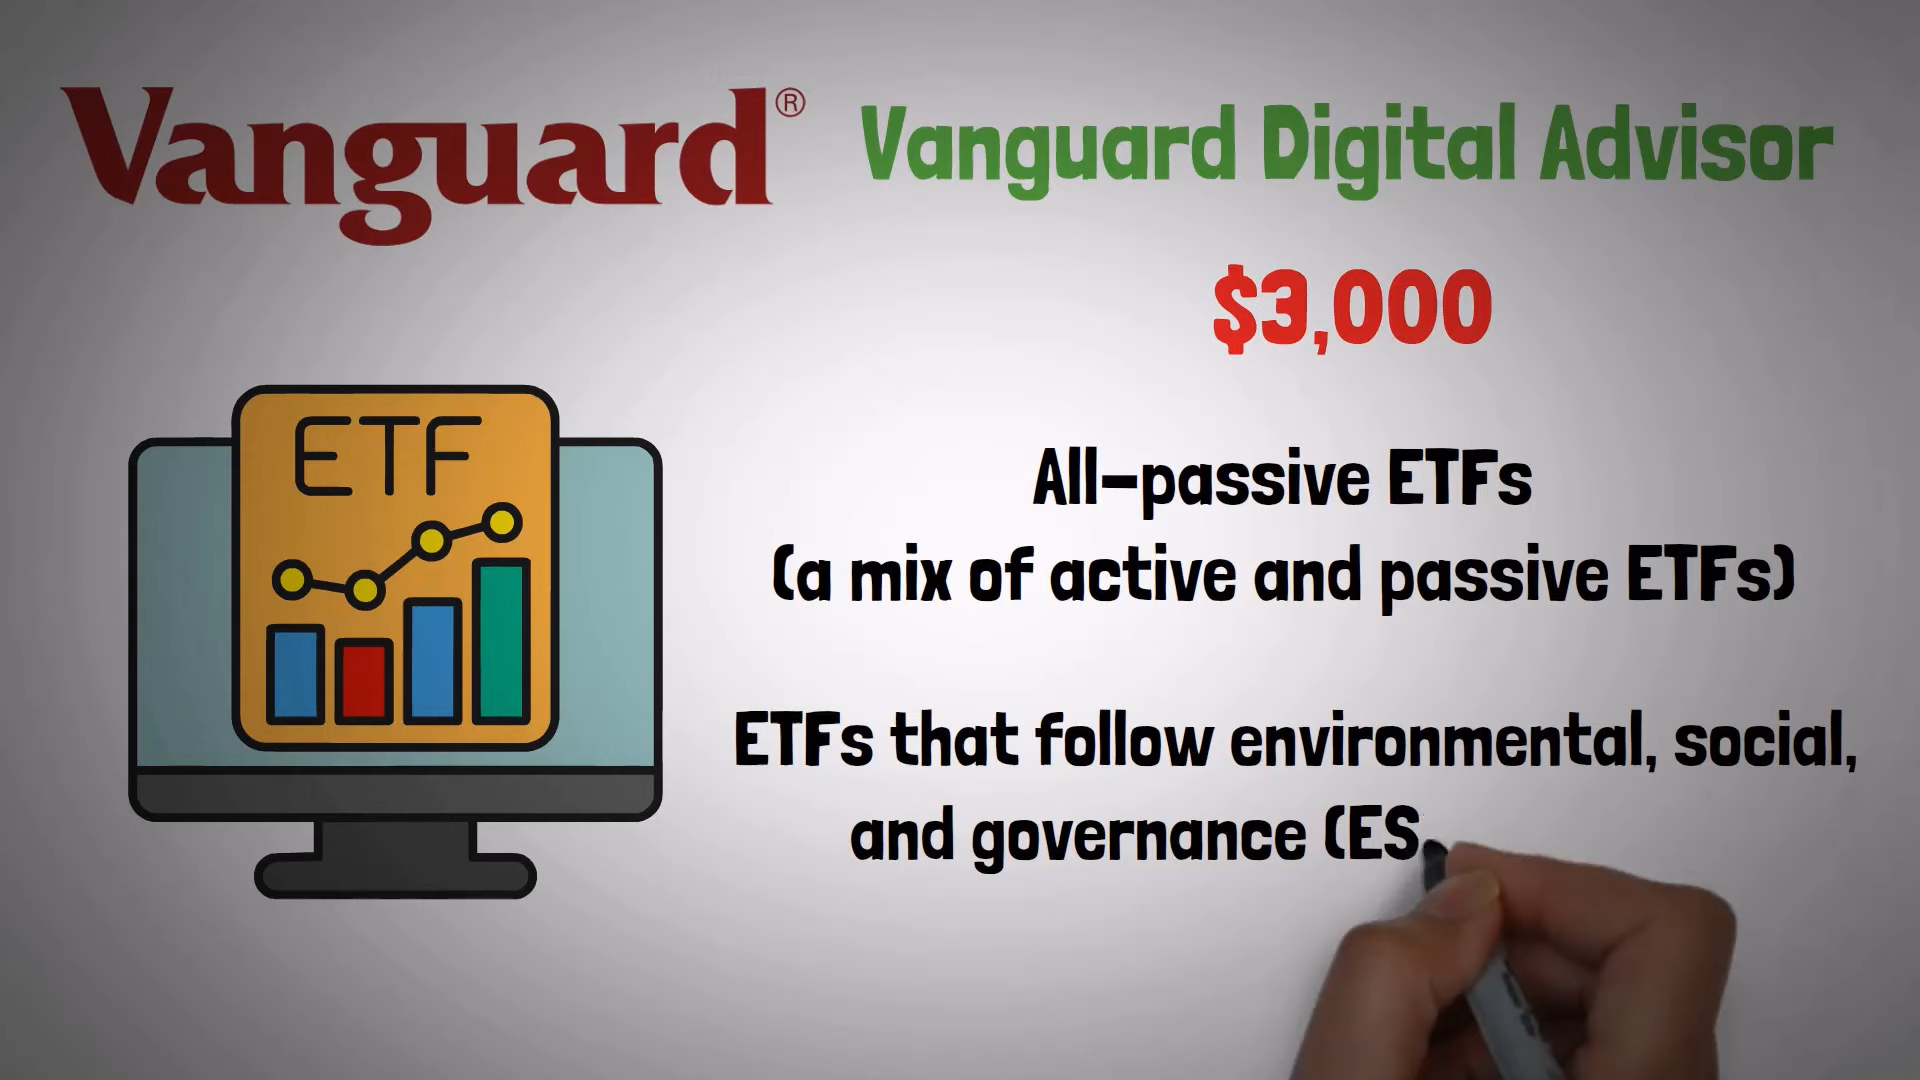 Vanguard®
Vanguard Digital Advisor
$3,000
ETF
All-passive ETFs
(a mix of active and passive ETFs)
ETFs that follow environmental, social,
and governance (ES